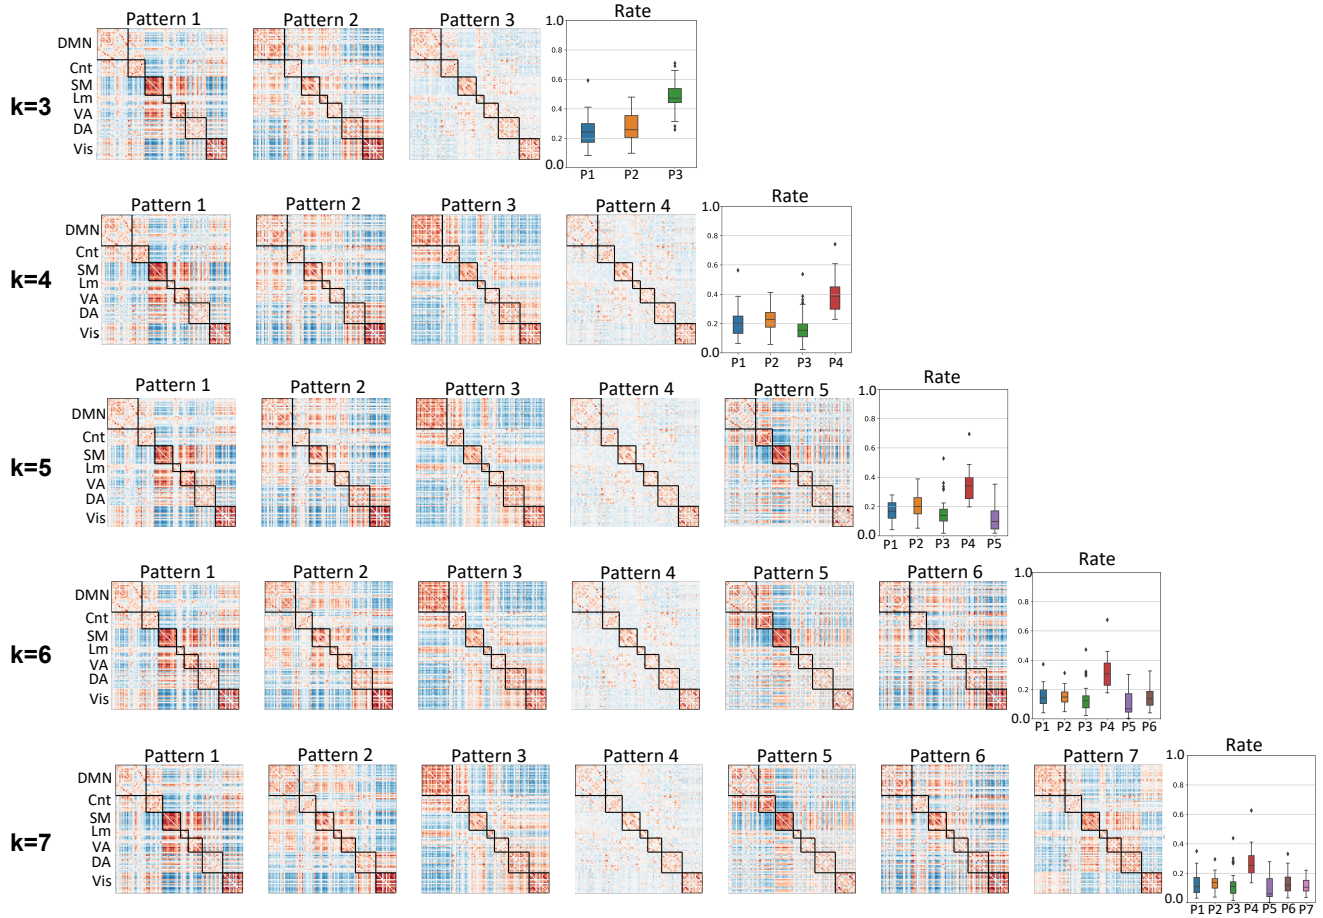 Pattern 1 Pattern 2 Pattern 3 Rate
k=3
DMN
Cnt
SM
Lm
VA
DA
Vis
1.0
0.8
0.6
0.4
0.2
0.0
P1 P2 P3
Pattern 1 Pattern 2 Pattern 3 Pattern 4 Rate
k=4
DMN
Cnt
SM
Lm
VA
DA
Vis
1.0
0.8
0.6
0.4
0.2
0.0
P1 P2 P3 P4
Pattern 1 Pattern 2 Pattern 3 Pattern 4 Pattern 5 Rate
k=5
DMN
Cnt
SM
Lm
VA
DA
Vis
1.0
0.8
0.6
0.4
0.2
0.0
P1 P2 P3 P4 P5
Pattern 1 Pattern 2 Pattern 3 Pattern 4 Pattern 5 Pattern 6 Rate
k=6
DMN
Cnt
SM
Lm
VA
DA
Vis
1.0
0.8
0.6
0.4
0.2
0.0
P1 P2 P3 P4 P5 P6
Pattern 1 Pattern 2 Pattern 3 Pattern 4 Pattern 5 Pattern 6 Pattern 7 Rate
k=7
DMN
Cnt
SM
Lm
VA
DA
Vis
1.0
0.8
0.6
0.4
0.2
0.0
P1 P2 P3 P4 P5 P6 P7